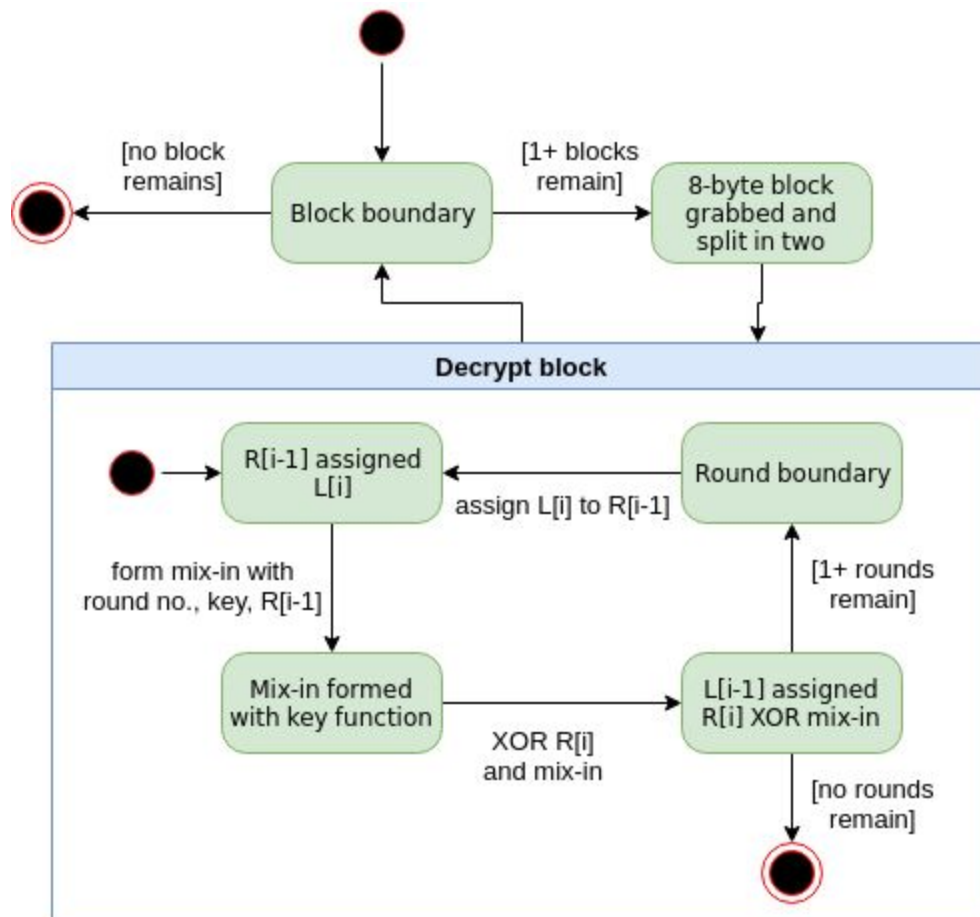 [no block
remains]
[1+ blocks
remain]
Block boundary
8-byte block
grabbed and
split in two
Decrypt block
R[i-1] assigned
L[i]
Round boundary
assign L[i] to R[i-1]
form mix-in with
round no., key, R[i-1]
[1+ rounds
remain]
Mix-in formed
with key function
L[i-1] assigned
R[i] XOR mix-in
XOR R[i]
and mix-in
[no rounds
remain]